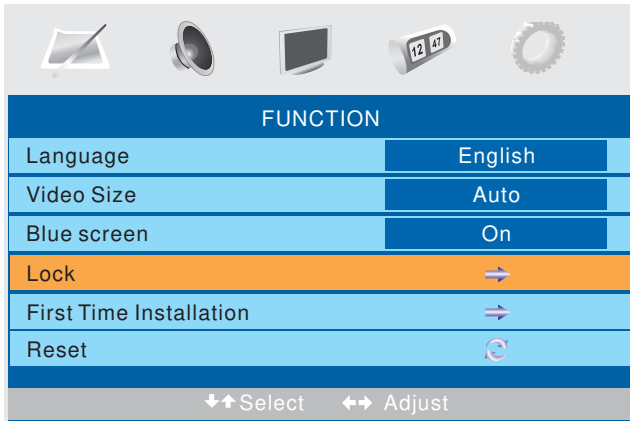 12 47
FUNCTION
Language English
Video Size Auto
Blue screen On
Lock
First Time Installation
Reset
Select Adjust